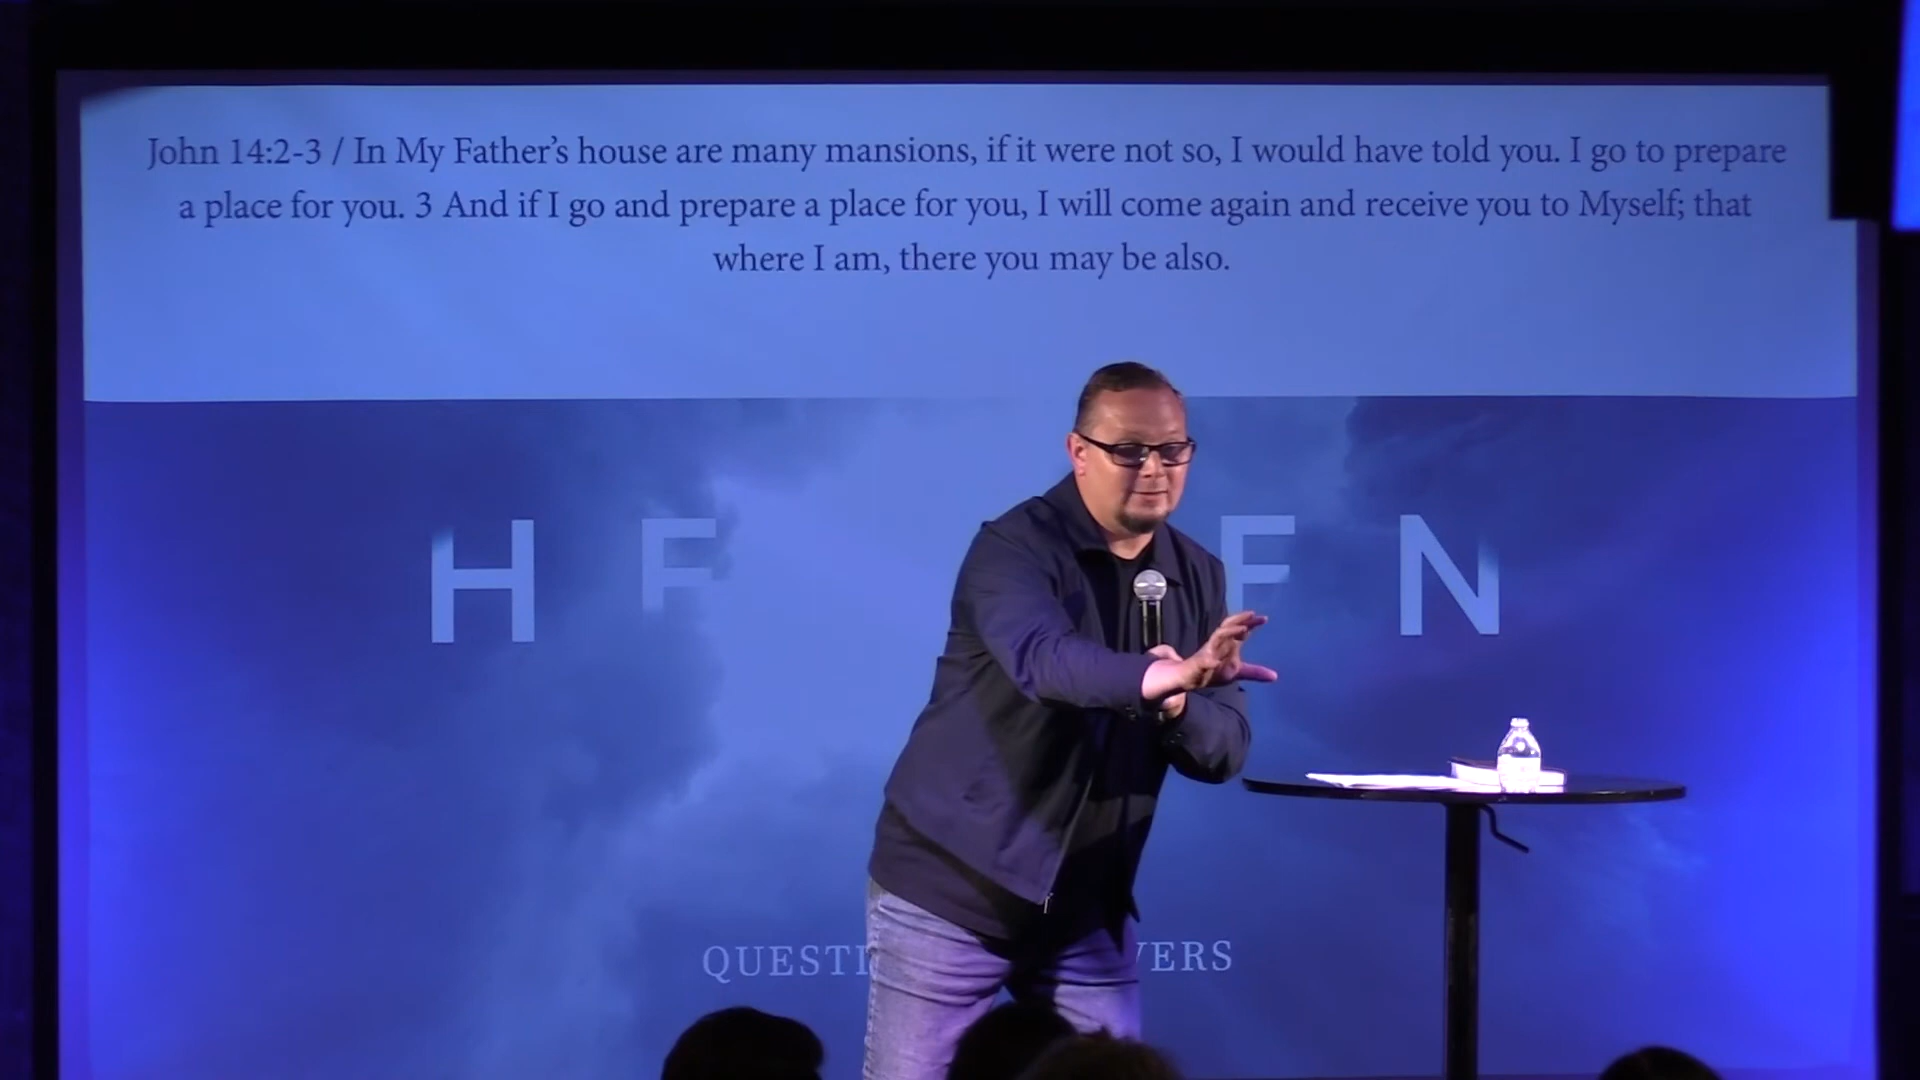 John 14:2-3 / In My Father's house are many mansions, if it were not so, I would have told you. I go to prepare
a place for you. 3 And if I go and prepare a place for you, I will come again and receive you to Myself; that
where I am, there you may be also.
H E E N
QUESTI VERS